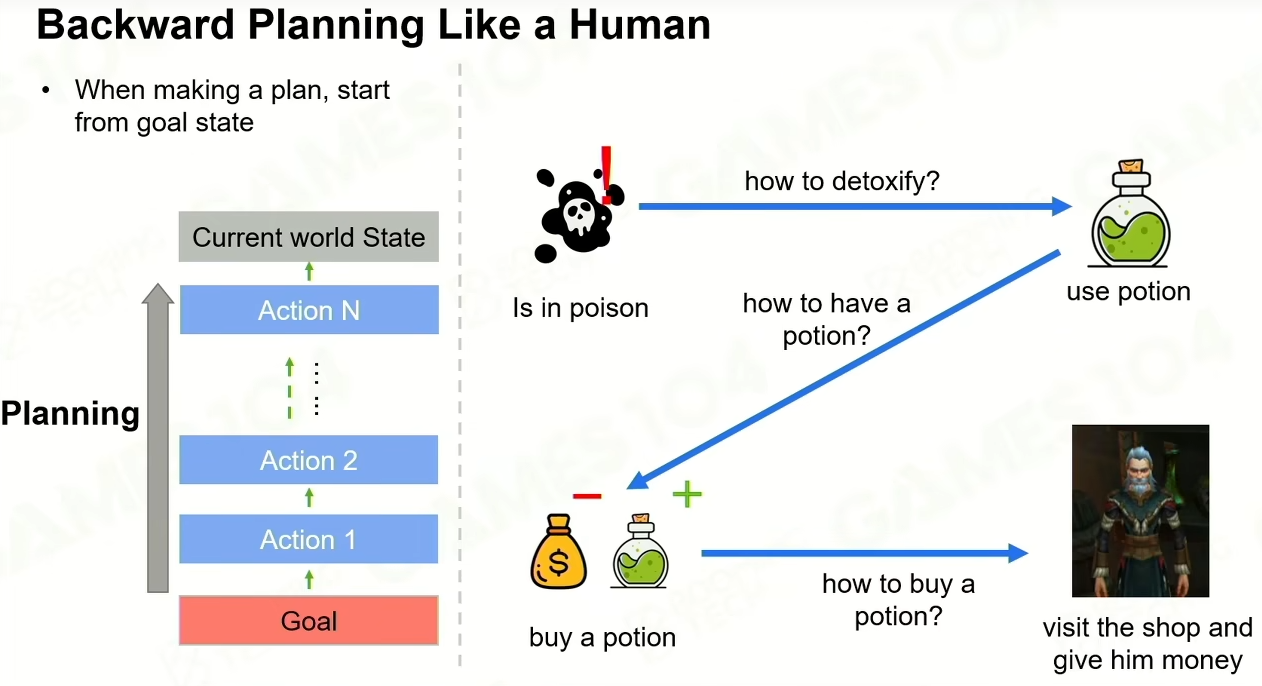 Backward Planning Like a Human
• When making a plan, start
from goal state
Current world State
Action N
Planning
Action 2
Action 1
Goal
how to detoxify?
Is in poison
use potion
how to have a
potion?
$
buy a potion
how to buy a
potion?
visit the shop and
give him money
GAMES104